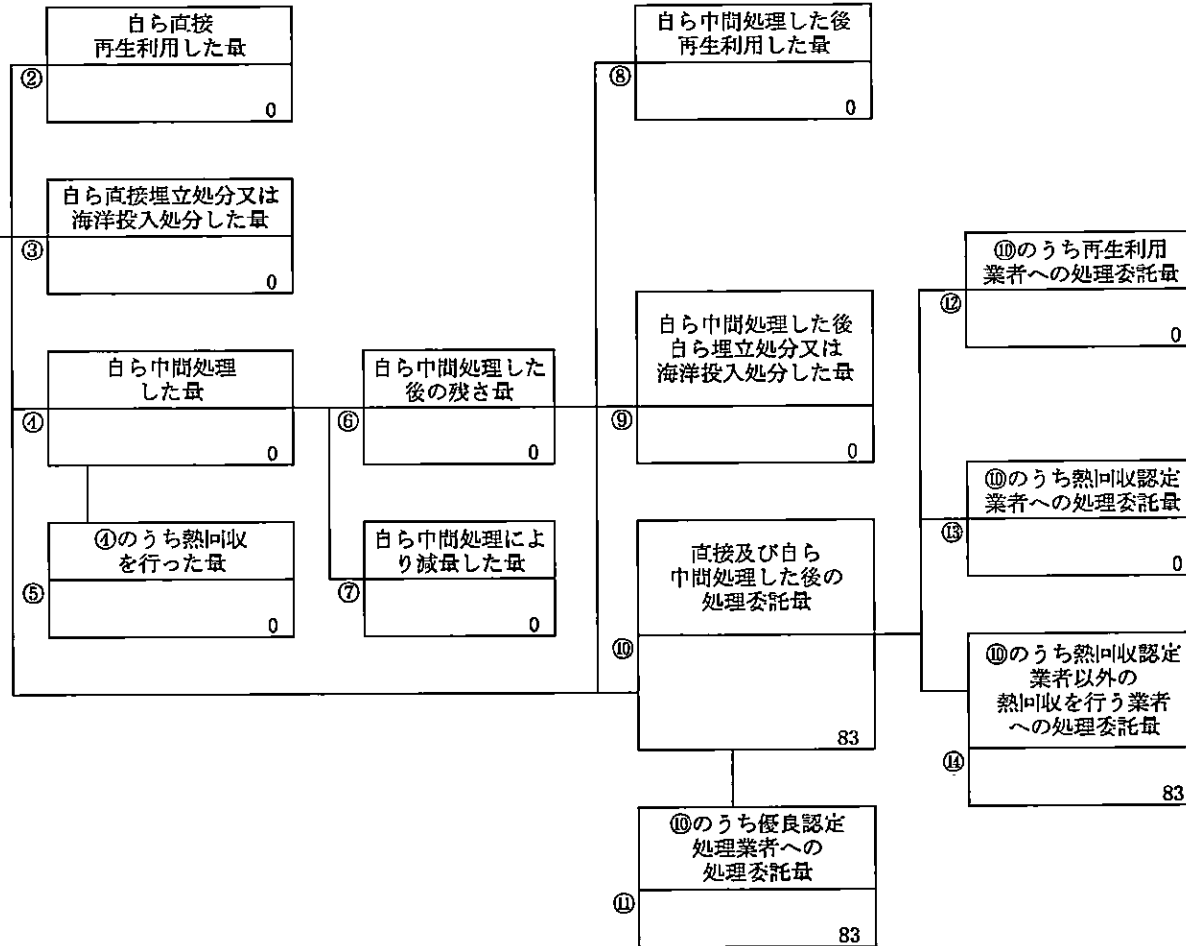 自ら直接
再生利用した量
②
0
自ら直接埋立処分又は
海洋投入処分した量
③
0
自ら中間処理
した量
④
0
④のうち熱回収
を行った量
⑤
0
自ら中間処理した
後の残さ量
⑥
0
自ら中間処理によ
り減量した量
⑦
0
自ら中間処理した後
再生利用した量
⑧
0
自ら中間処理した後
自ら埋立処分又は
海洋投入処分した量
⑨
0
直接及び自ら
中間処理した後の
処理委託量
⑩
83
⑩のうち優良認定
処理業者への
処理委託量
⑪
83
⑩のうち再生利用
業者への処理委託量
⑫
0
⑩のうち熱回収認定
業者への処理委託量
⑬
0
⑩のうち熱回収認定
業者以外の
熱回収を行う業者
への処理委託量
⑭
83